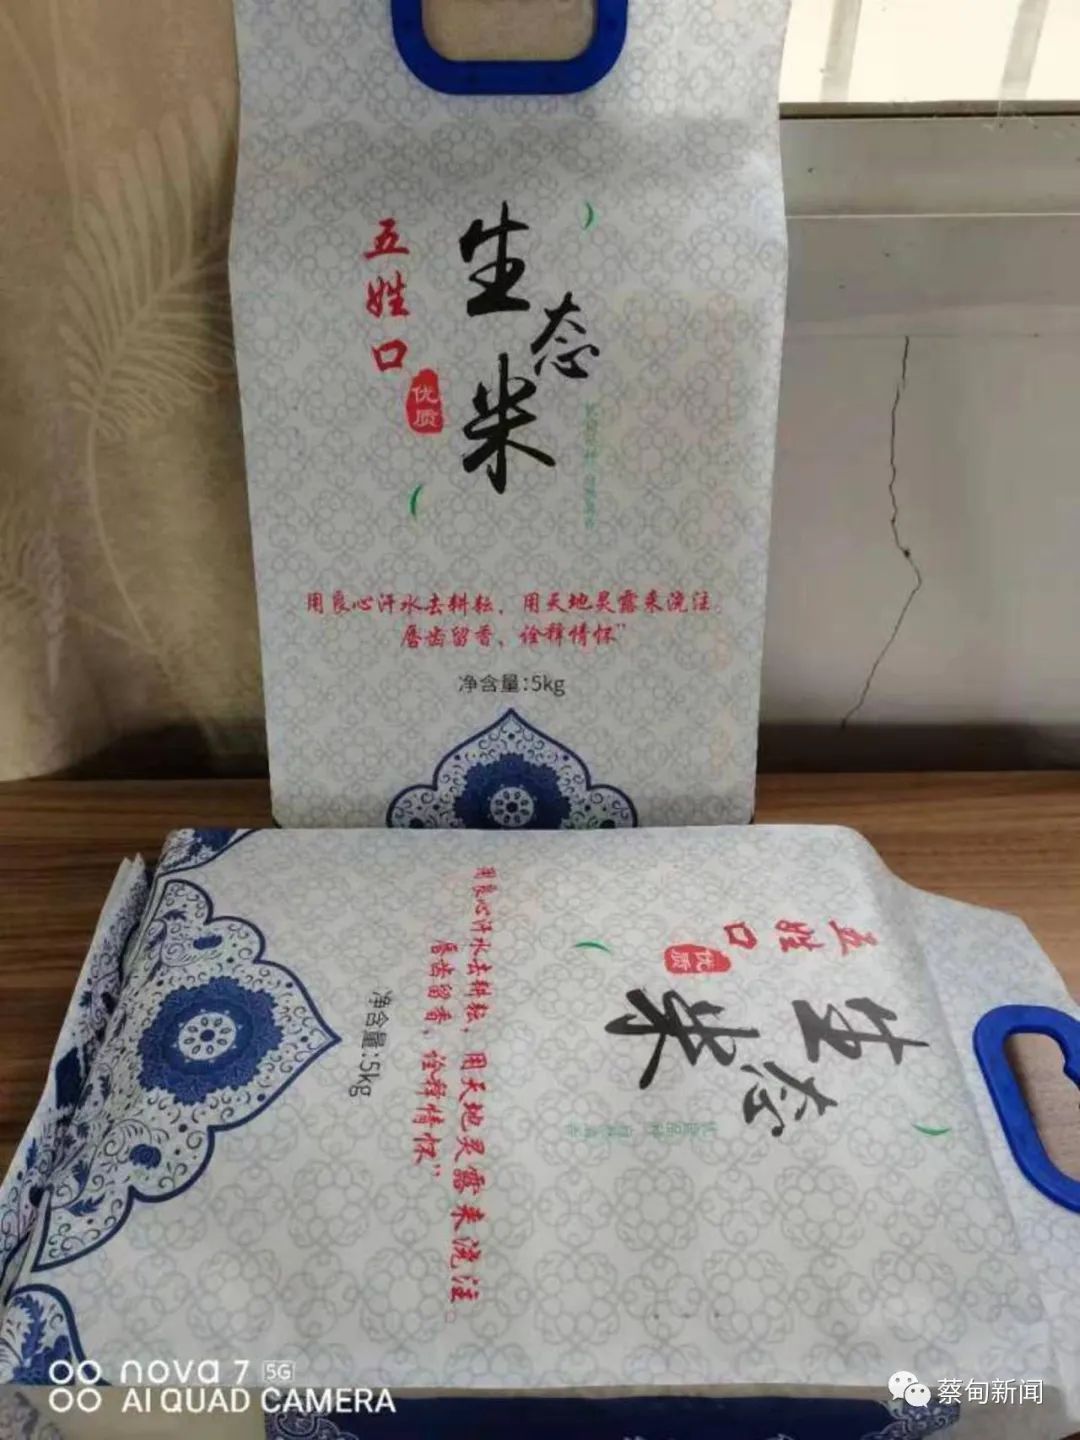 五姓口
优质
生态米
用良心汗水去耕耘，用天地灵露来浇注。
唇齿留香、诠释情怀”
净含量:5kg
五姓口
优质
生态米
用良心汗水去耕耘，用天地灵露来浇注。
唇齿留香、诠释情怀”
净含量:5kg
nova 7 5G
AI QUAD CAMERA
蔡甸新闻